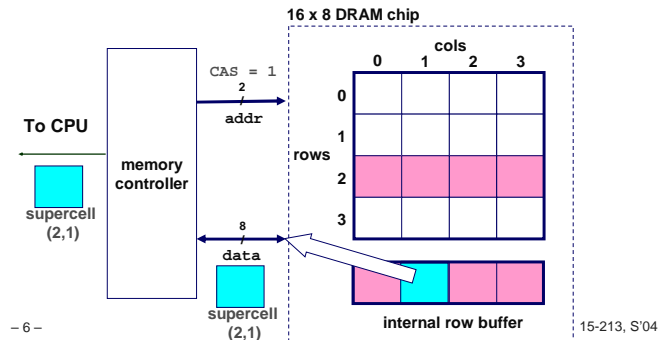 16 x 8 DRAM chip
cols
0 1 2 3
CAS = 1
2
addr
To CPU
memory
controller
supercell
(2,1)
rows
0
1
2
3
8
data
supercell
(2,1)
internal row buffer
– 6 –
15-213, S'04